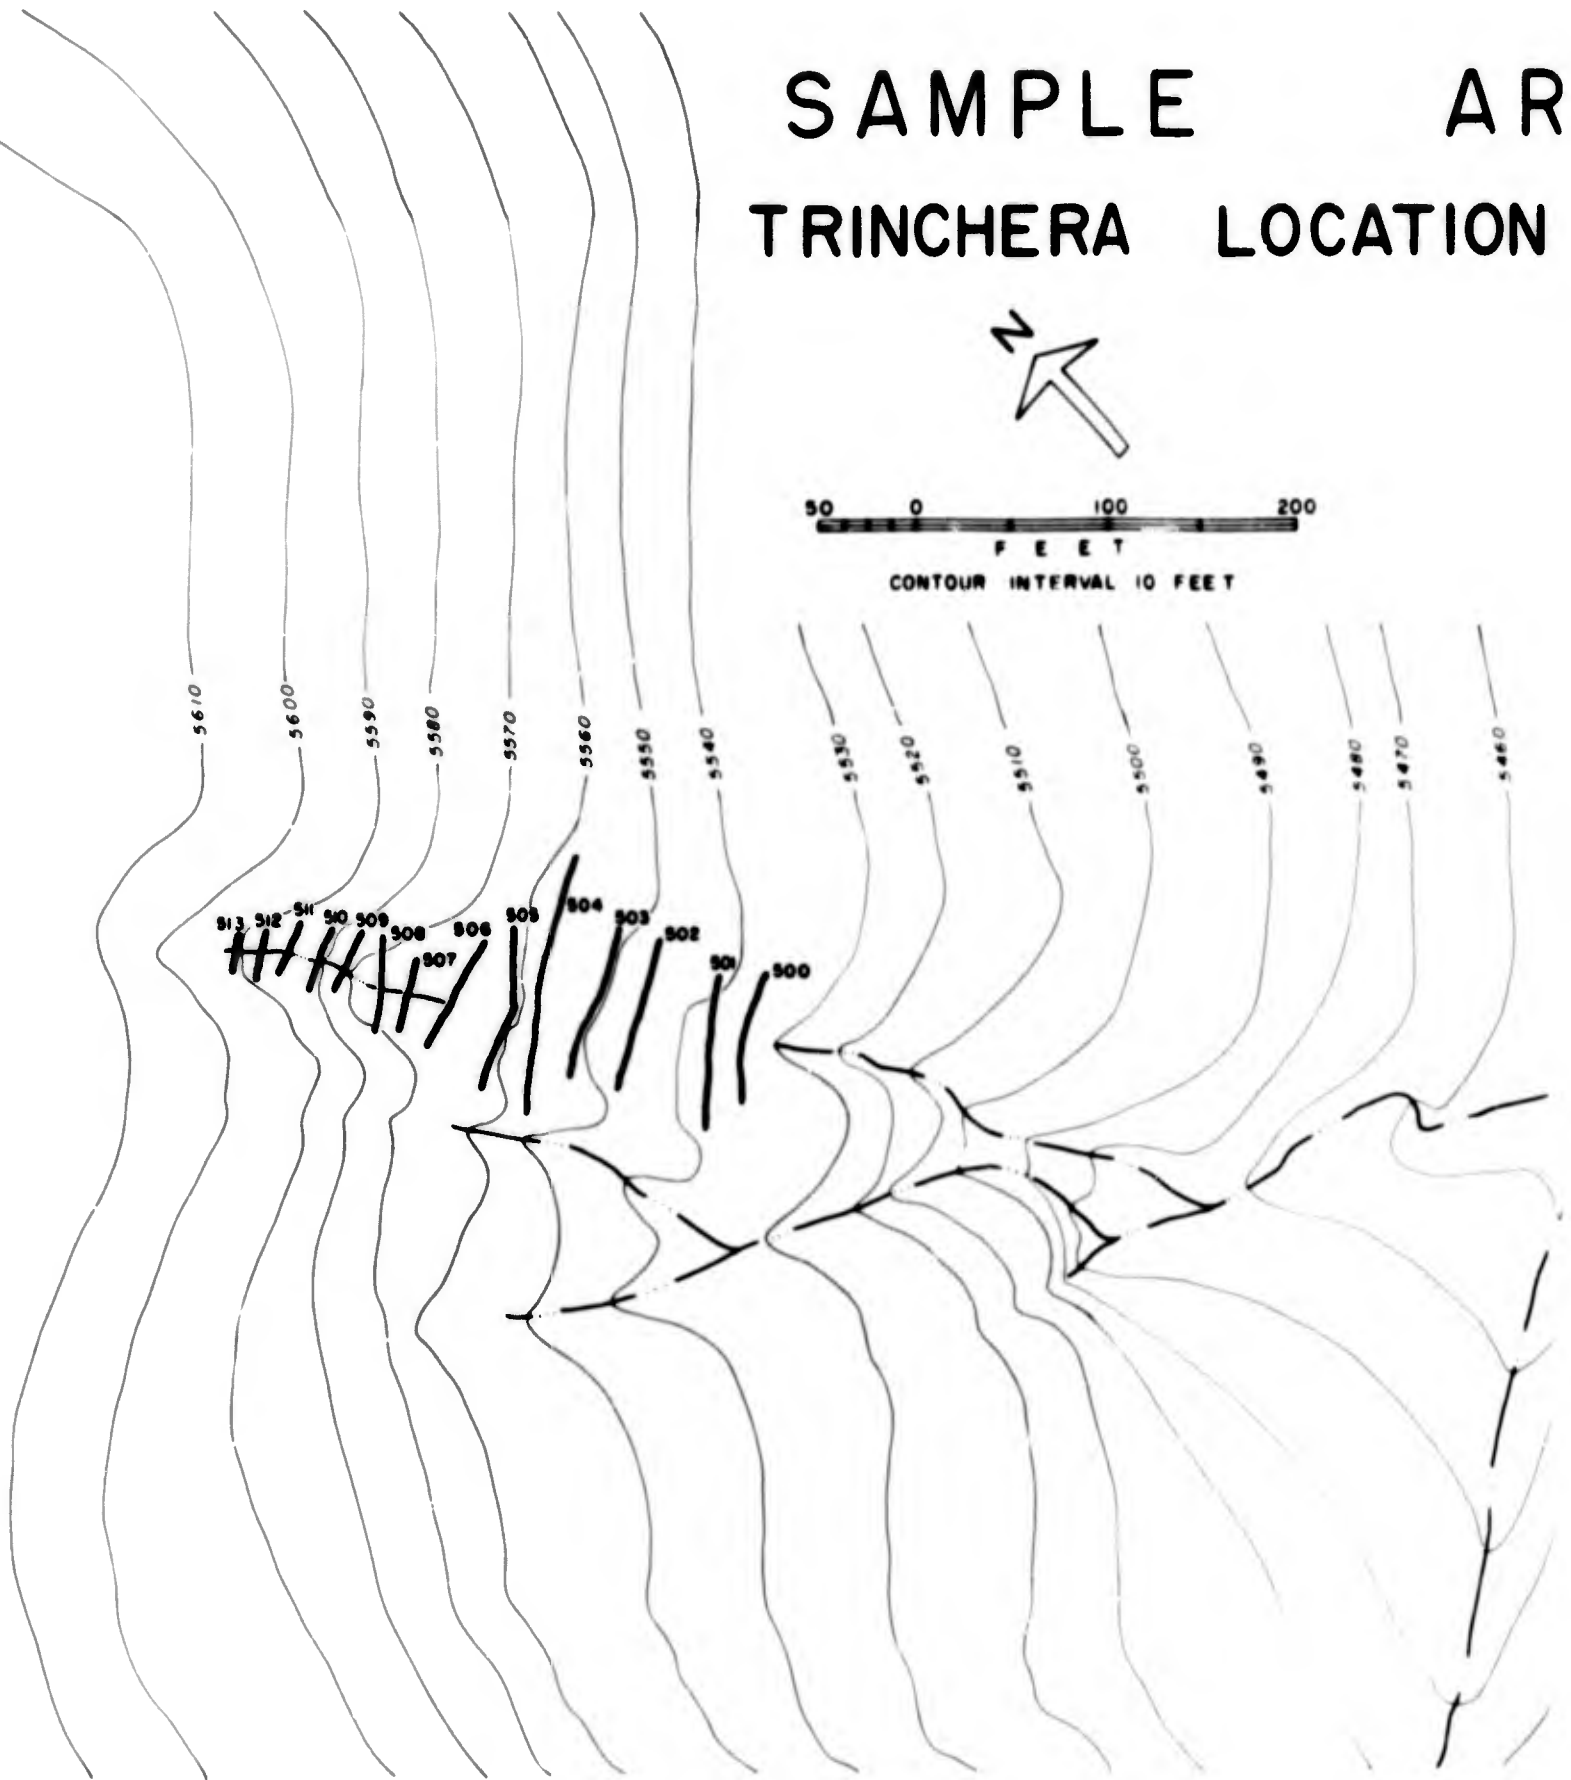 SAMPLE AR
TRINCHERA LOCATION
N
50 0 100 200
FEET
CONTOUR INTERVAL 10 FEET
5610 5600 5590 5580 5570 5560 5550 5540 5530 5520 5510 5500 5490 5480 5470 5460
513 512 511 510 509 508 507 506 505 504 503 502 501 500